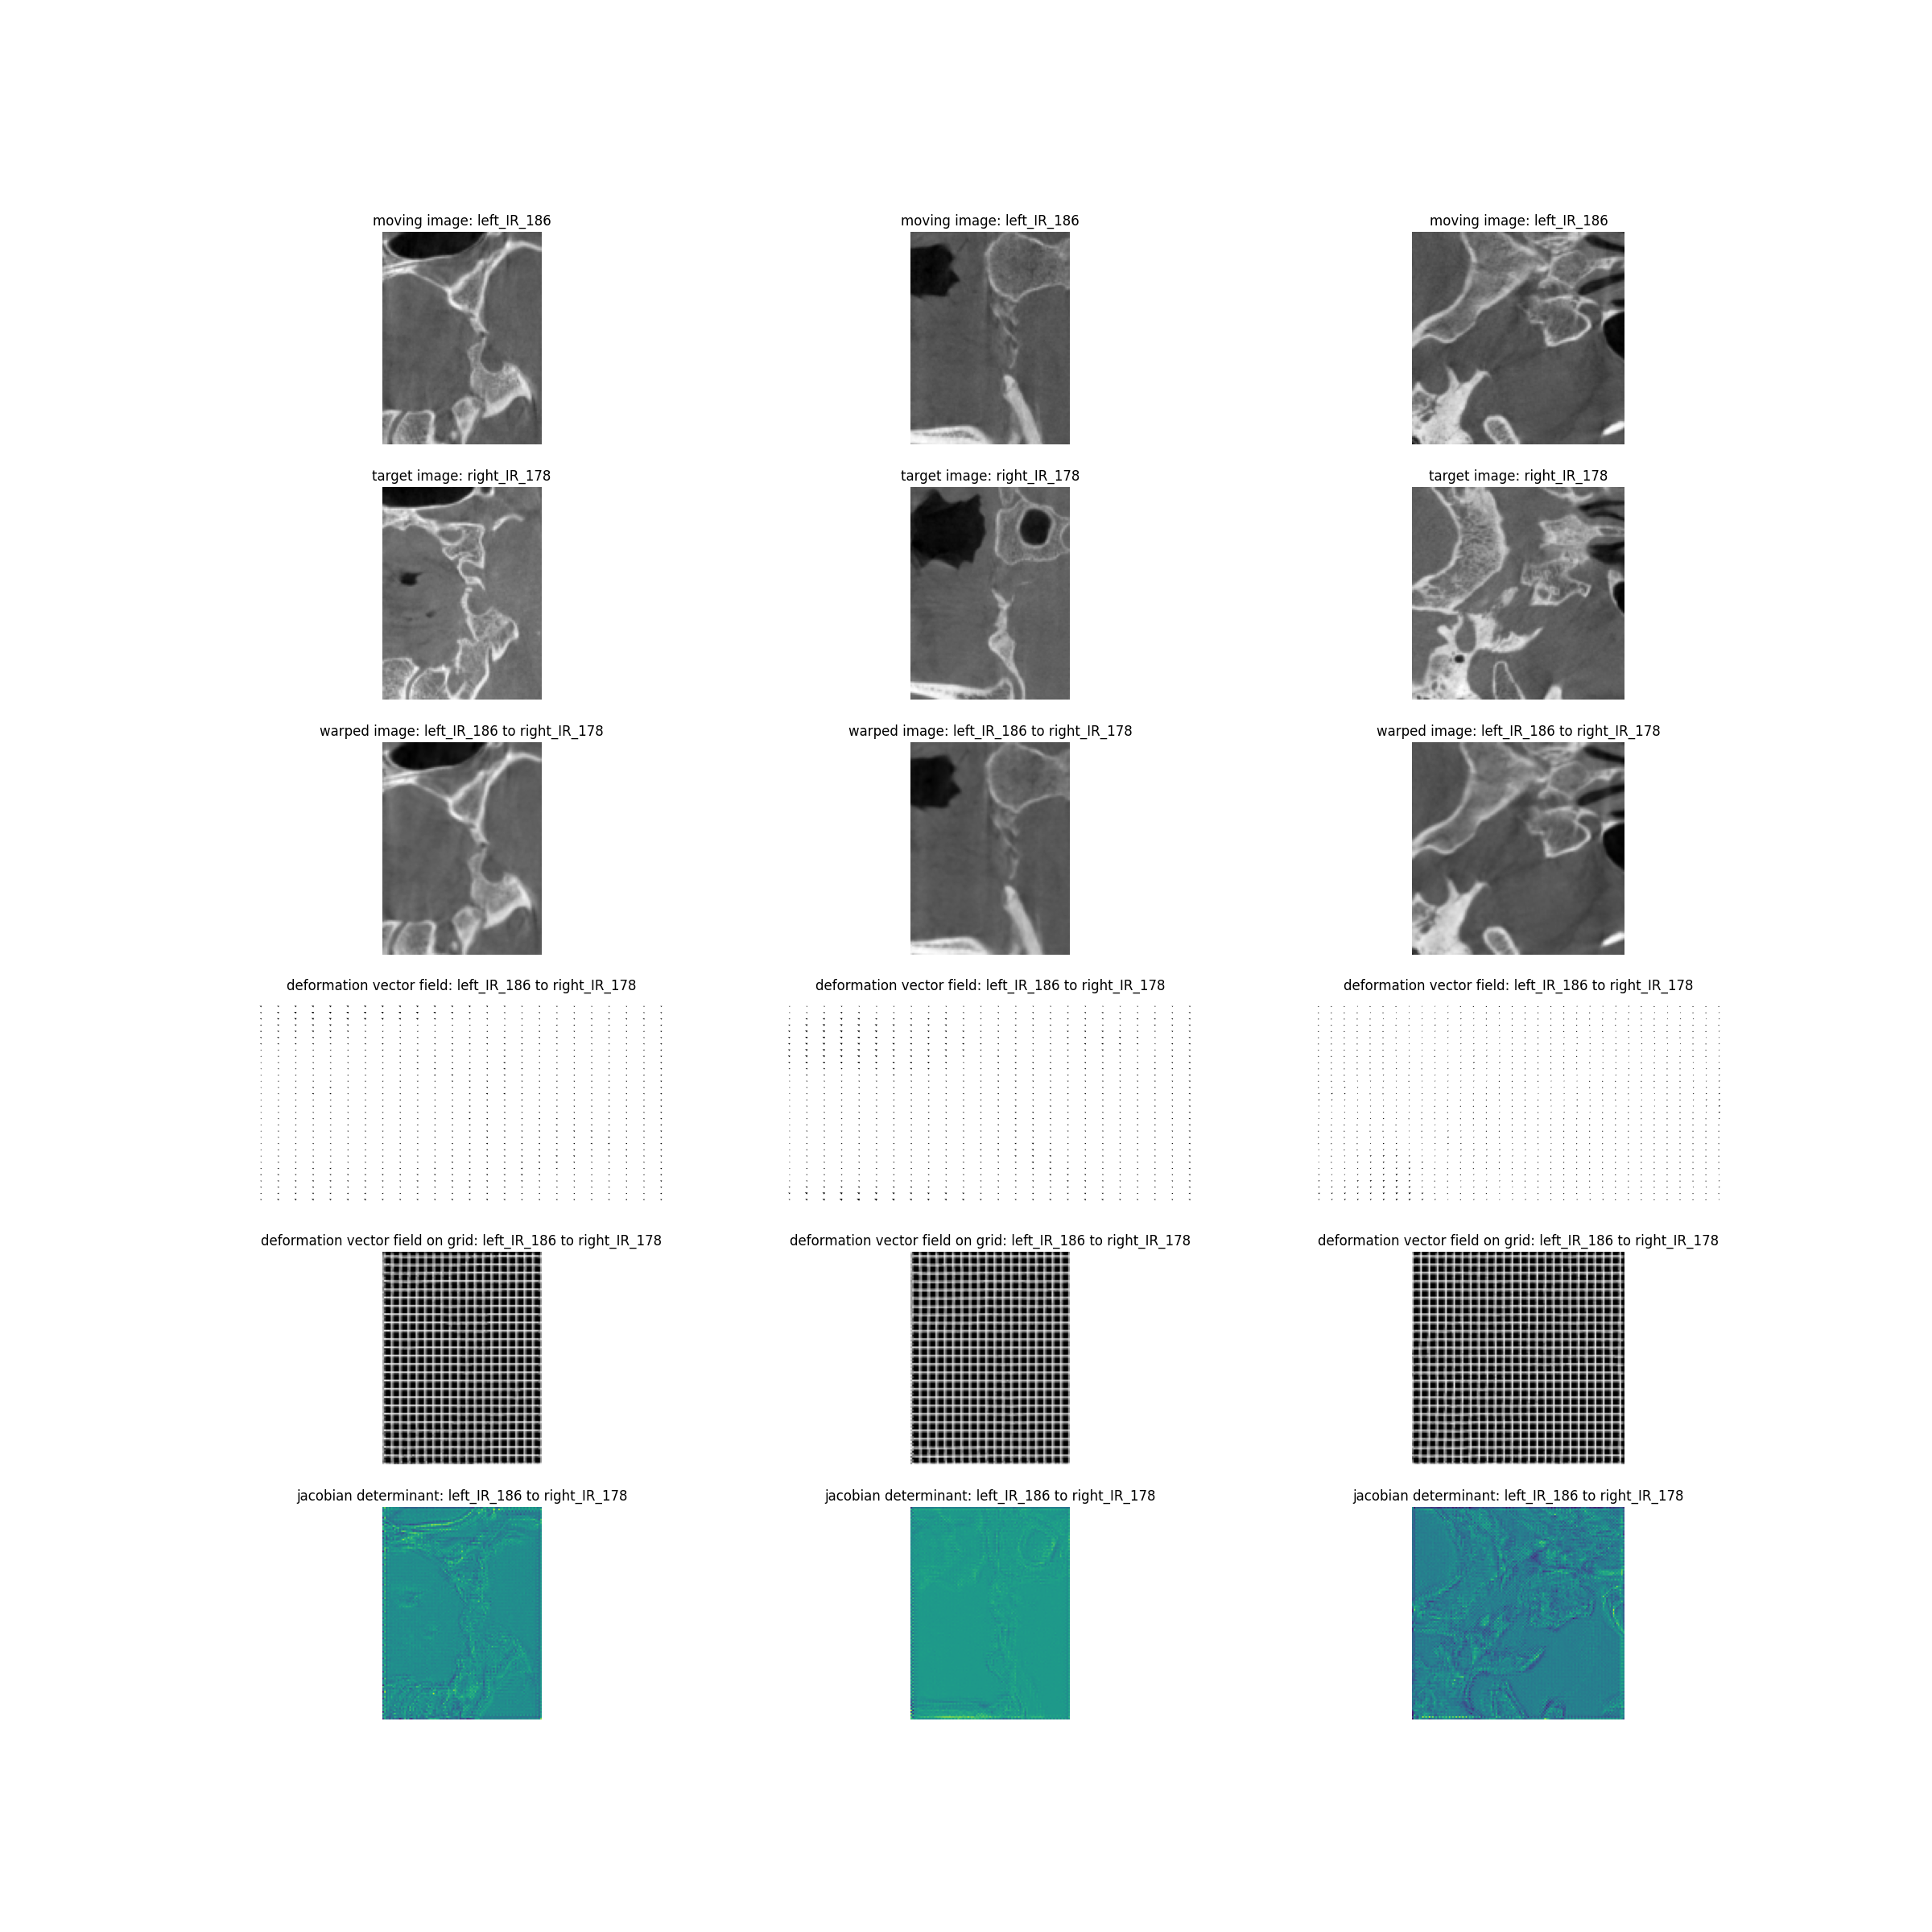 moving image: left_IR_186
moving image: left_IR_186
moving image: left_IR_186
target image: right_IR_178
target image: right_IR_178
target image: right_IR_178
warped image: left_IR_186 to right_IR_178
warped image: left_IR_186 to right_IR_178
warped image: left_IR_186 to right_IR_178
deformation vector field: left_IR_186 to right_IR_178
deformation vector field: left_IR_186 to right_IR_178
deformation vector field: left_IR_186 to right_IR_178
deformation vector field on grid: left_IR_186 to right_IR_178
deformation vector field on grid: left_IR_186 to right_IR_178
deformation vector field on grid: left_IR_186 to right_IR_178
jacobian determinant: left_IR_186 to right_IR_178
jacobian determinant: left_IR_186 to right_IR_178
jacobian determinant: left_IR_186 to right_IR_178